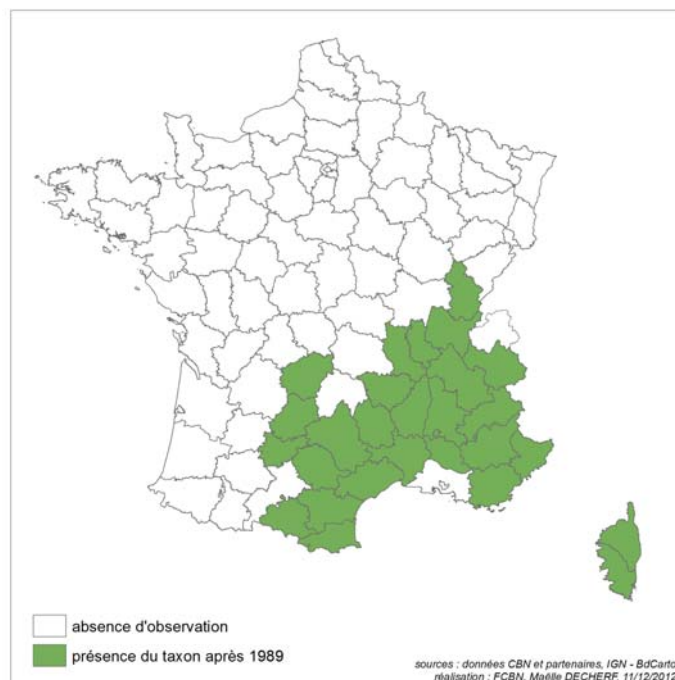 absence d'observation
présence du taxon après 1989
sources : données CBN et partenaires, IGN - BdCarto
réalisation : FCBN, Maëlle DECHERF, 11/12/2012